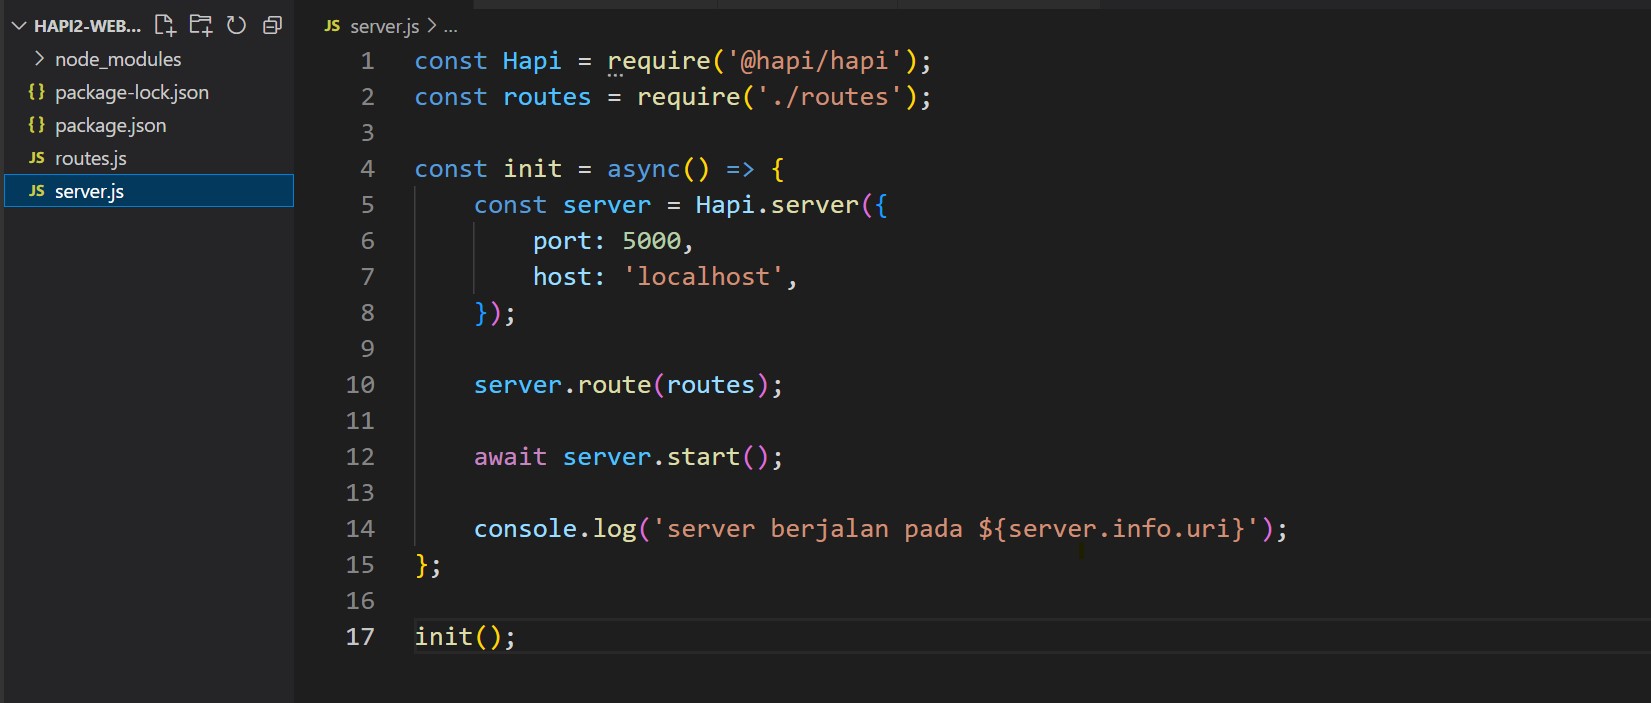 HAPI2-WEB...
node_modules
{} package-lock.json
{} package.json
JS routes.js
JS server.js
JS server.js > ...
1 const Hapi = require('@hapi/hapi');
2 const routes = require('./routes');
3
4 const init = async() => {
5     const server = Hapi.server({
6         port: 5000,
7         host: 'localhost',
8     });
9
10     server.route(routes);
11
12     await server.start();
13
14     console.log('server berjalan pada ${server.info.uri}');
15 };
16
17 init();